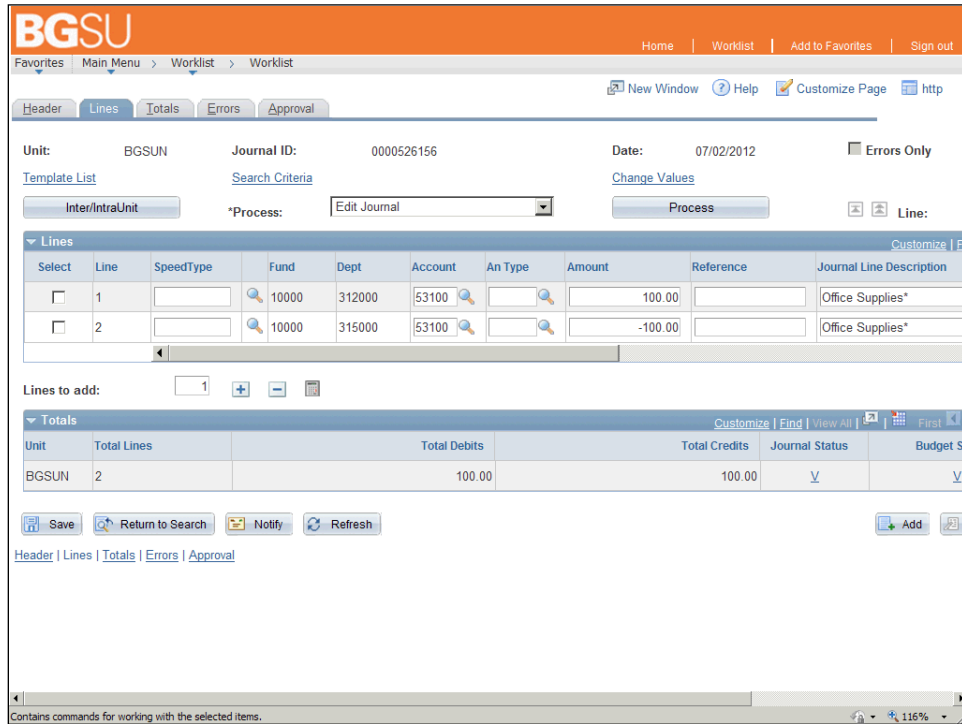 BGSU
Home | Worklist | Add to Favorites | Sign out
Favorites Main Menu > Worklist > Worklist
New Window ? Help Customize Page http
Header Lines Totals Errors Approval
Unit: BGSUN Journal ID: 0000526156 Date: 07/02/2012 Errors Only
Template List Search Criteria Change Values
Inter/IntraUnit *Process: Edit Journal Process Line:
Lines Customize |
Select Line SpeedType Fund Dept Account An Type Amount Reference Journal Line Description
1 10000 312000 53100 100.00 Office Supplies*
2 10000 315000 53100 -100.00 Office Supplies*
Lines to add: 1
Totals Customize | Find | View All | | First
Unit Total Lines Total Debits Total Credits Journal Status Budget S
BGSUN 2 100.00 100.00 V V
Save Return to Search Notify Refresh Add
Header | Lines | Totals | Errors | Approval
Contains commands for working with the selected items. 116%